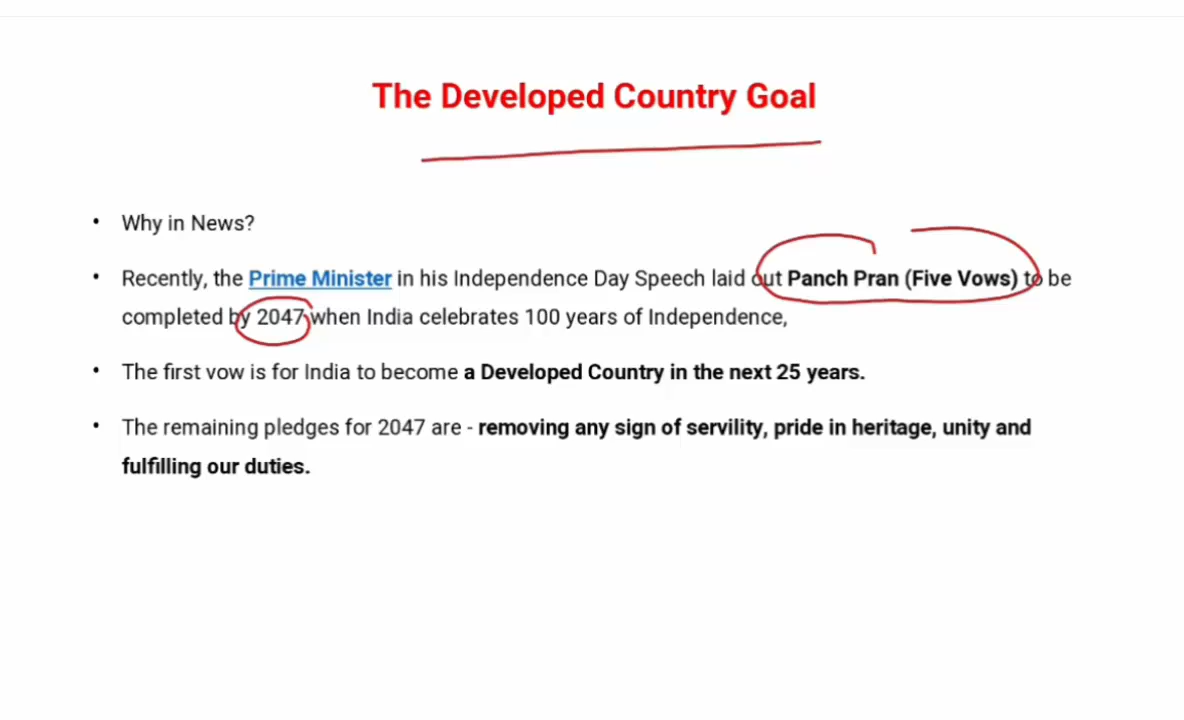 The Developed Country Goal
• Why in News?
• Recently, the Prime Minister in his Independence Day Speech laid out Panch Pran (Five Vows) to be
completed by 2047 when India celebrates 100 years of Independence,
• The first vow is for India to become a Developed Country in the next 25 years.
• The remaining pledges for 2047 are - removing any sign of servility, pride in heritage, unity and
fulfilling our duties.